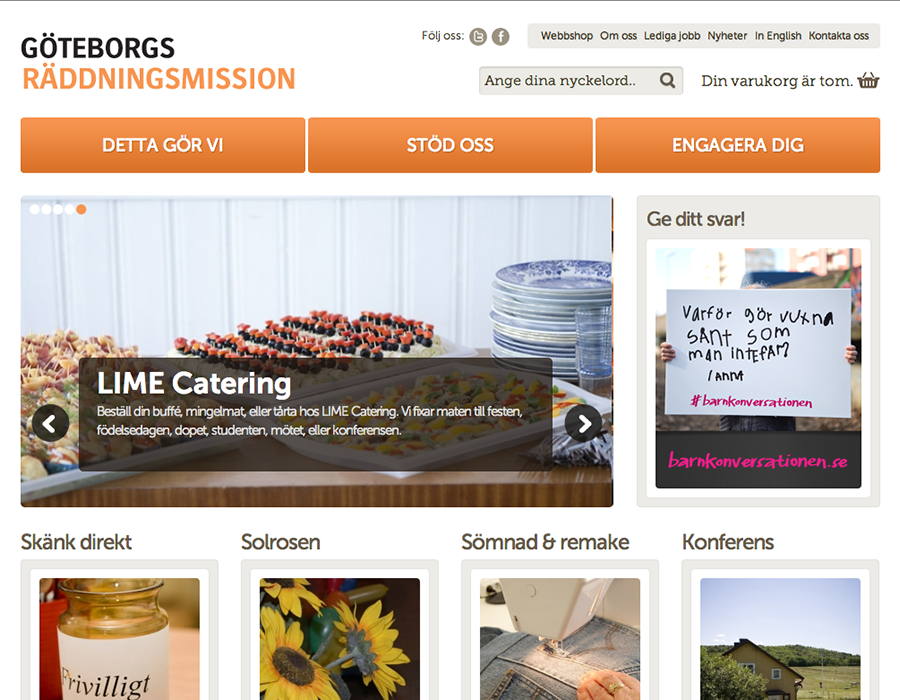 GÖTEBORGS
RÄDDNINGSMISSION
Följ oss:
Webbshop Om oss Lediga jobb Nyheter In English Kontakta oss
Ange dina nyckelord..
Din varukorg är tom.
DETTA GÖR VI
STÖD OSS
ENGAGERA DIG
LIME Catering
Beställ din buffé, mingelmat, eller tårta hos LIME Catering. Vi fixar maten till festen,
födelsedagen, dopet, studenten, mötet, eller konferensen.
Ge ditt svar!
Varför gör vuxna
SÅNT SOM
man INTE FÅR?
/ANNA
#barnkonversationen
barnkonversationen.se
Skänk direkt
Solrosen
Sömnad & remake
Konferens
Frivilligt